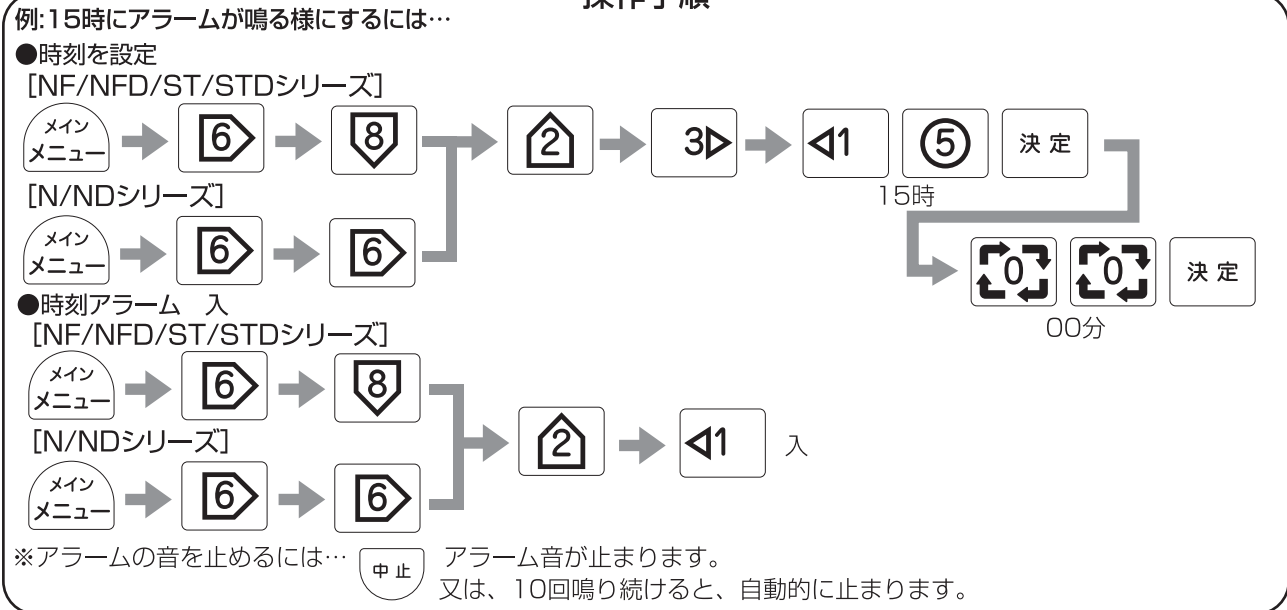 操作手順
例:15時にアラームが鳴る様にするには…
●時刻を設定
[NF/NFD/ST/STDシリーズ]
メイン
メニュー
6 8 2 3 1 5 決定
15時
[N/NDシリーズ]
メイン
メニュー
6 6
0 0 決定
00分
●時刻アラーム 入
[NF/NFD/ST/STDシリーズ]
メイン
メニュー
6 8
2 1 入
[N/NDシリーズ]
メイン
メニュー
6 6
※アラームの音を止めるには… 中止 アラーム音が止まります。
又は、10回鳴り続けると、自動的に止まります。